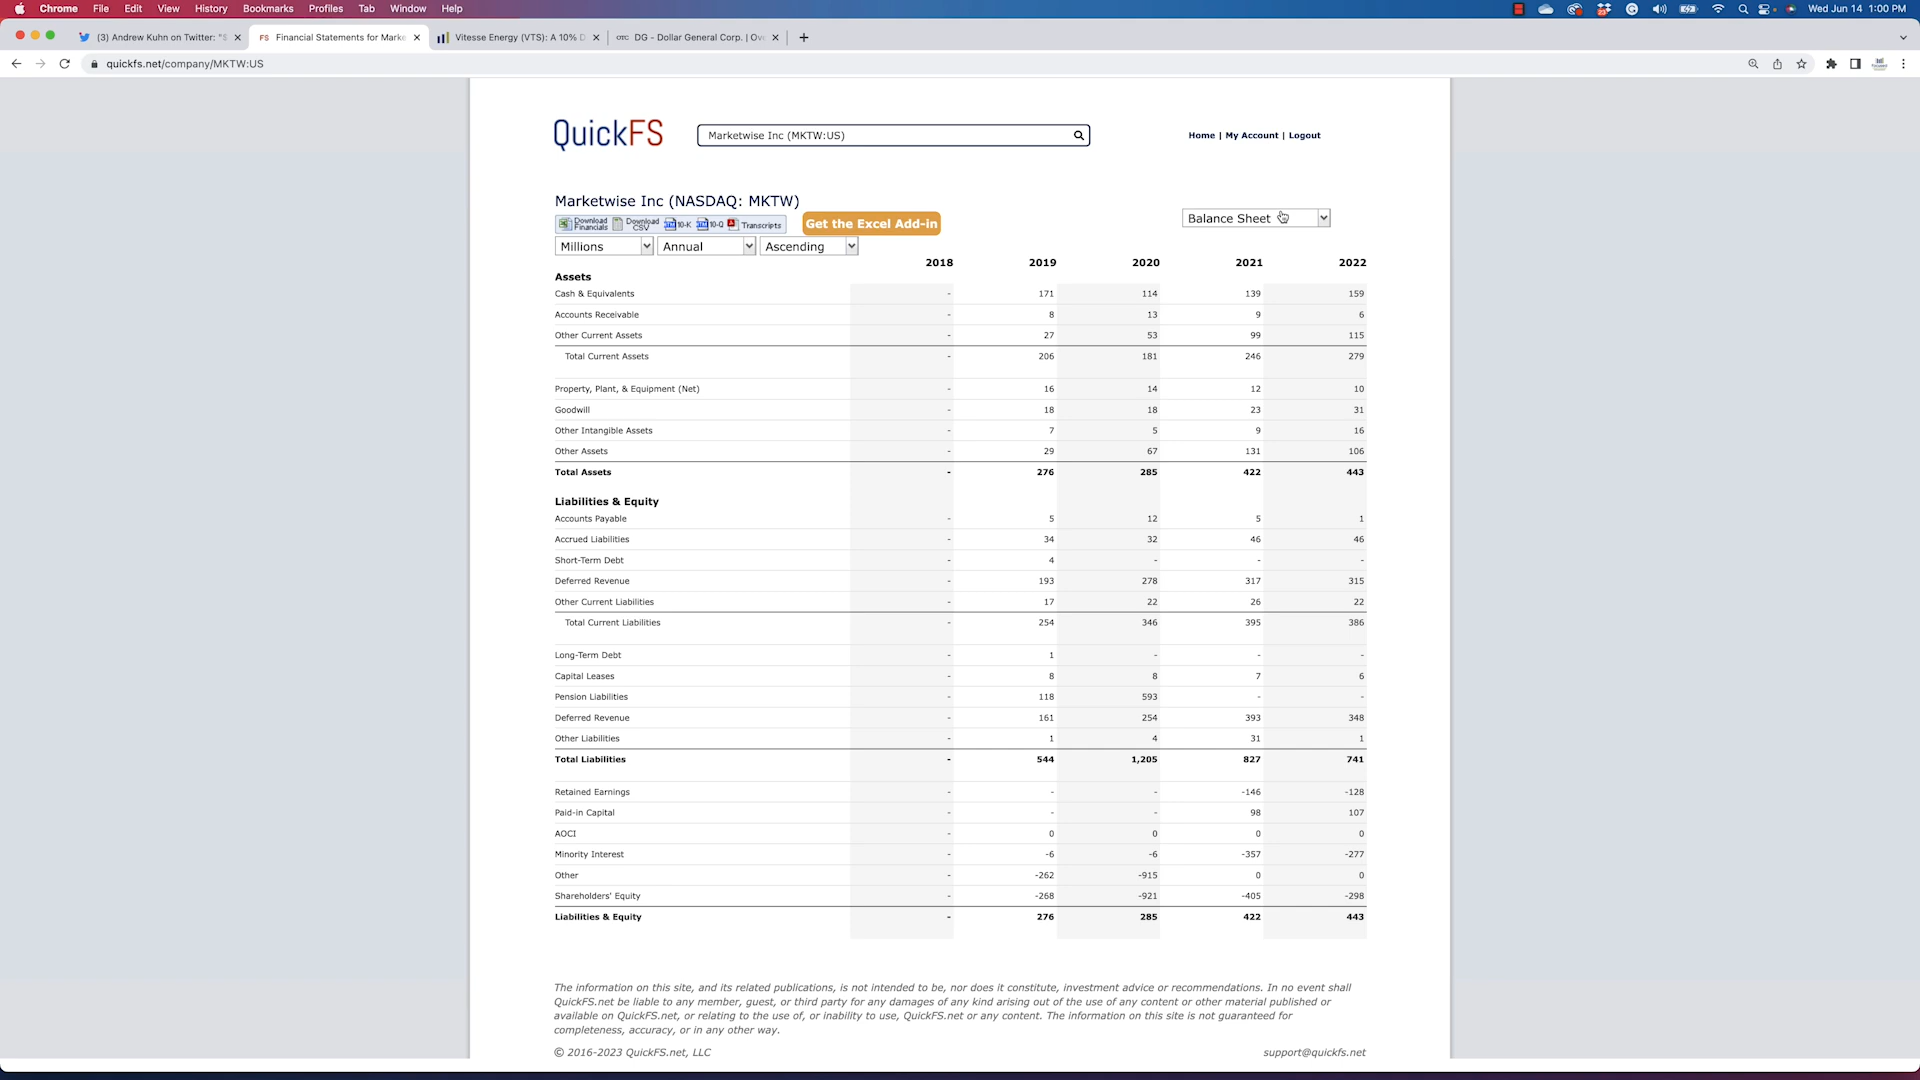 Chrome File Edit View History Bookmarks Profiles Tab Window Help Wed Jun 14 1:00 PM
(3) Andrew Kuhn on Twitter: "S FS Financial Statements for Marke Vitesse Energy (VTS): A 10% D OTC DG - Dollar General Corp. | Ov
quickfs.net/company/MKTW:US
QuickFS Marketwise Inc (MKTW:US) Home | My Account | Logout
Marketwise Inc (NASDAQ: MKTW)
Download Financials Download CSV 10-K 10-Q Transcripts Get the Excel Add-in Balance Sheet
Millions Annual Ascending
2018 2019 2020 2021 2022
Assets
Cash & Equivalents - 171 114 139 159
Accounts Receivable - 8 13 9 6
Other Current Assets - 27 53 99 115
Total Current Assets - 206 181 246 279
Property, Plant, & Equipment (Net) - 16 14 12 10
Goodwill - 18 18 23 31
Other Intangible Assets - 7 5 9 16
Other Assets - 29 67 131 106
Total Assets - 276 285 422 443
Liabilities & Equity
Accounts Payable - 5 12 5 1
Accrued Liabilities - 34 32 46 46
Short-Term Debt - 4 - - -
Deferred Revenue - 193 278 317 315
Other Current Liabilities - 17 22 26 22
Total Current Liabilities - 254 346 395 386
Long-Term Debt - 1 - - -
Capital Leases - 8 8 7 6
Pension Liabilities - 118 593 - -
Deferred Revenue - 161 254 393 348
Other Liabilities - 1 4 31 1
Total Liabilities - 544 1,205 827 741
Retained Earnings - - - -146 -128
Paid-in Capital - - - 98 107
AOCI - 0 0 0 0
Minority Interest - -6 -6 -357 -277
Other - -262 -915 0 0
Shareholders' Equity - -268 -921 -405 -298
Liabilities & Equity - 276 285 422 443
The information on this site, and its related publications, is not intended to be, nor does it constitute, investment advice or recommendations. In no event shall
QuickFS.net be liable to any member, guest, or third party for any damages of any kind arising out of the use of any content or other material published or
available on QuickFS.net, or relating to the use of, or inability to use, QuickFS.net or any content. The information on this site is not guaranteed for
completeness, accuracy, or in any other way.
© 2016-2023 QuickFS.net, LLC support@quickfs.net